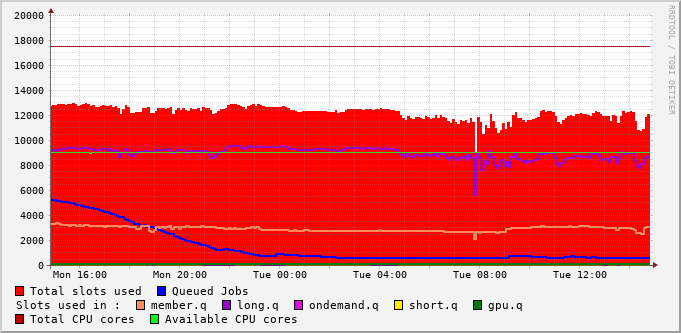 20000
18000
16000
14000
12000
10000
8000
6000
4000
2000
0
Mon 16:00 Mon 20:00 Tue 00:00 Tue 04:00 Tue 08:00 Tue 12:00
RRDTOOL / TOBI OETIKER
Total slots used Queued Jobs
Slots used in : member.q long.q ondemand.q short.q gpu.q
Total CPU cores Available CPU cores